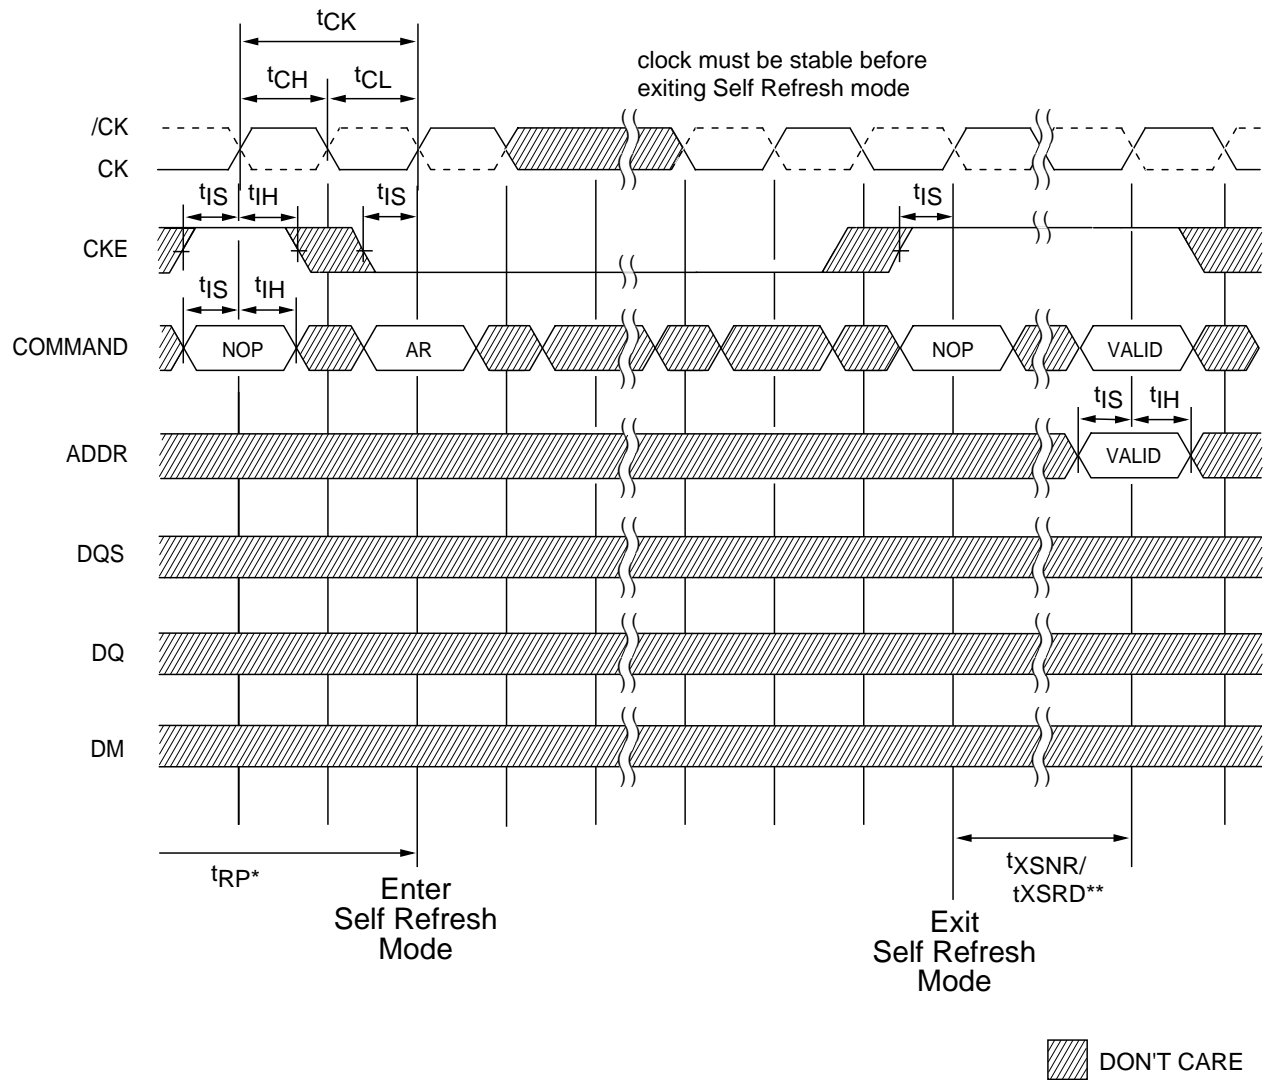 tCK
tCH
tCL
clock must be stable before
exiting Self Refresh mode
/CK
CK
tIS
tIH
tIS
tIS
CKE
tIS
tIH
COMMAND
NOP
AR
NOP
VALID
tIS
tIH
ADDR
VALID
DQS
DQ
DM
tRP*
Enter
Self Refresh
Mode
tXSNR/
tXSRD**
Exit
Self Refresh
Mode
DON'T CARE